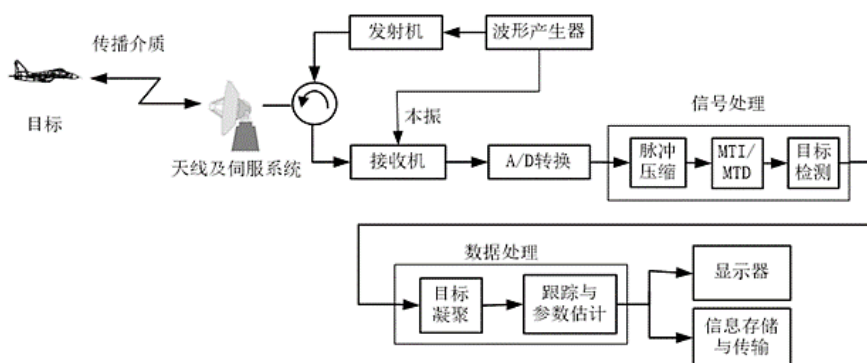 发射机
波形产生器
传播介质
目标
天线及伺服系统
本振
接收机
A/D转换
信号处理
脉冲
压缩
MTI/
MTD
目标
检测
数据处理
目标
凝聚
跟踪与
参数估计
显示器
信息存储
与传输